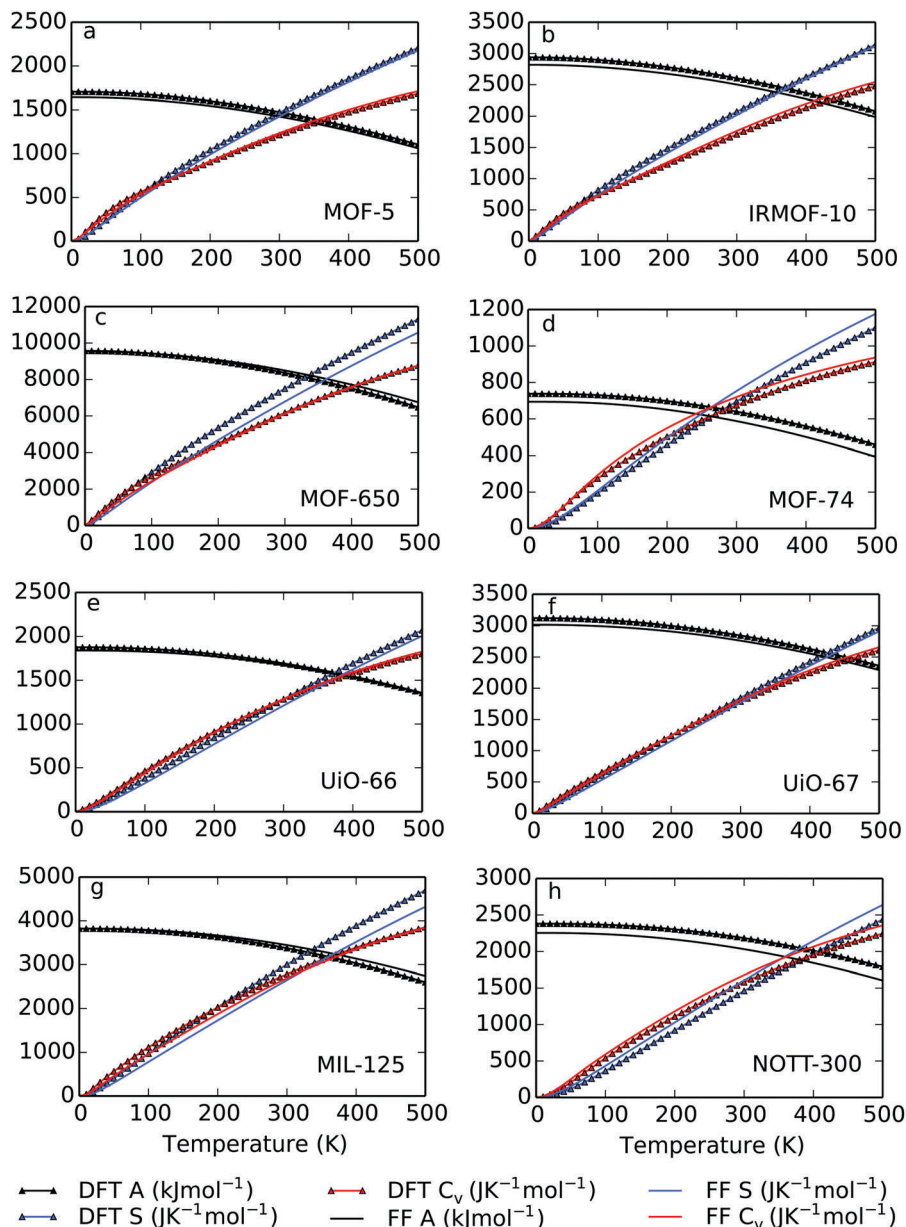 a
2500
2000
1500
1000
500
0
MOF-5
0 100 200 300 400 500
b
3500
3000
2500
2000
1500
1000
500
0
IRMOF-10
0 100 200 300 400 500
c
12000
10000
8000
6000
4000
2000
0
MOF-650
0 100 200 300 400 500
d
1200
1000
800
600
400
200
0
MOF-74
0 100 200 300 400 500
e
2500
2000
1500
1000
500
0
UiO-66
0 100 200 300 400 500
f
3500
3000
2500
2000
1500
1000
500
0
UiO-67
0 100 200 300 400 500
g
5000
4000
3000
2000
1000
0
MIL-125
0 100 200 300 400 500
Temperature (K)
h
3000
2500
2000
1500
1000
500
0
NOTT-300
0 100 200 300 400 500
Temperature (K)
DFT A (kJmol⁻¹) DFT Cᵥ (JK⁻¹mol⁻¹) FF S (JK⁻¹mol⁻¹)
DFT S (JK⁻¹mol⁻¹) FF A (kJmol⁻¹) FF Cᵥ (JK⁻¹mol⁻¹)